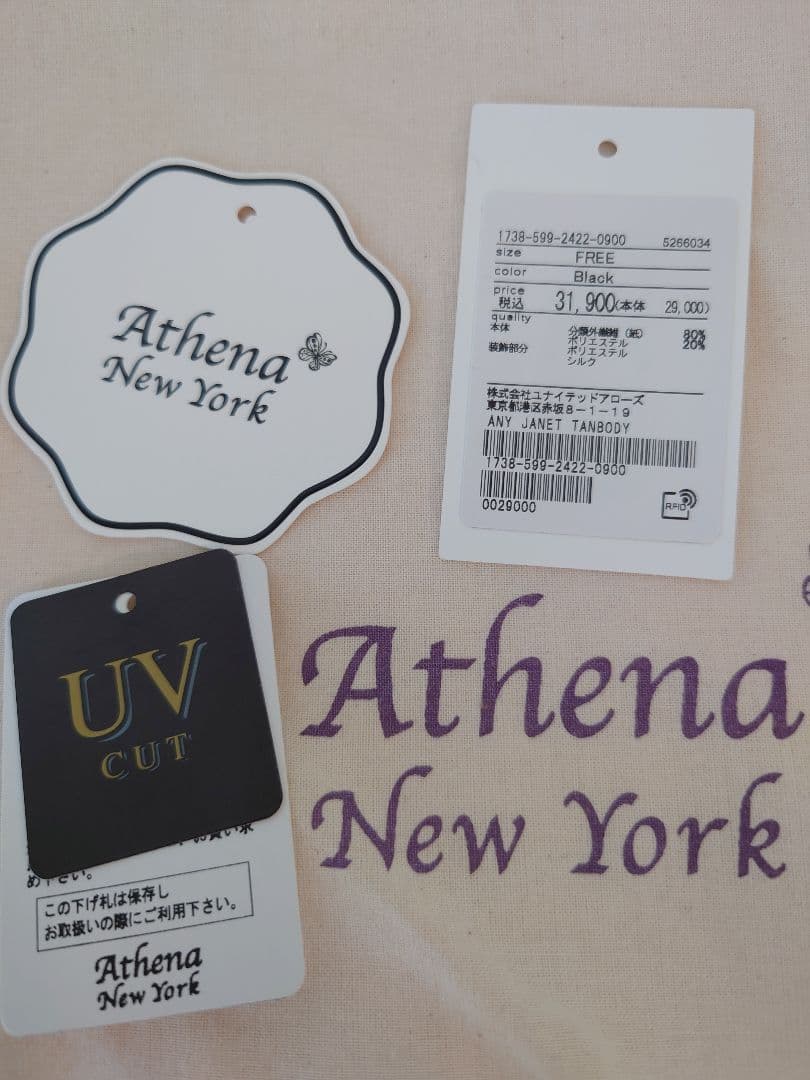 Athena
New York
1738-599-2422-0900 5266034
size FREE
color Black
price
税込 31,900(本体 29,000)
quality
本体 分類外繊維(紙) 80%
ポリエステル 20%
装飾部分 ポリエステル
シルク
株式会社ユナイテッドアローズ
東京都港区赤坂8-1-19
ANY JANET TANBODY
1738-599-2422-0900
0029000
RFID
UV
CUT
め下さい。
この下げ札は保存し
お取扱いの際にご利用下さい。
Athena
New York
Athena
New York